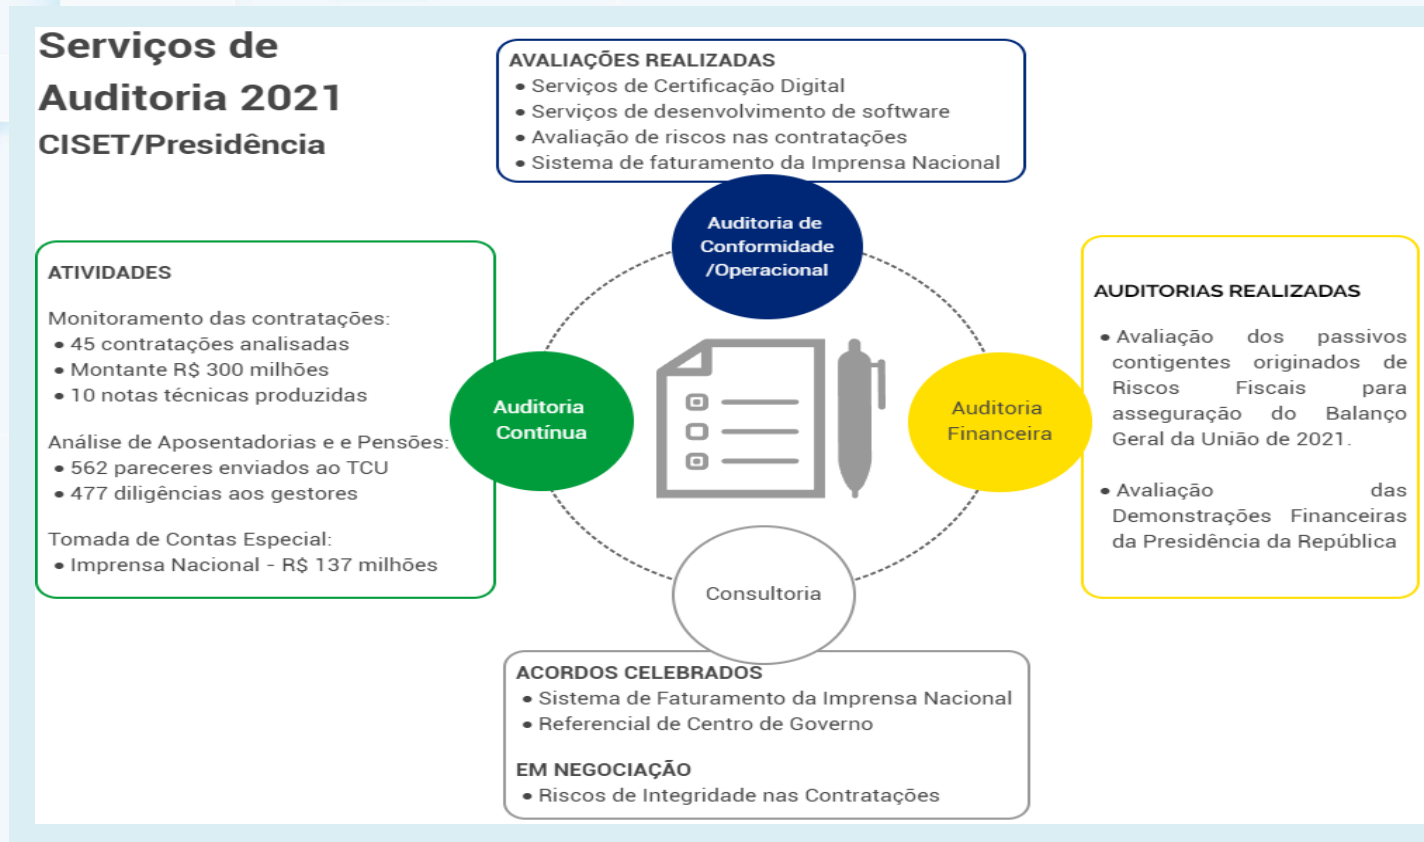 Serviços de
Auditoria 2021
CISET/Presidência
AVALIAÇÕES REALIZADAS
• Serviços de Certificação Digital
• Serviços de desenvolvimento de software
• Avaliação de riscos nas contratações
• Sistema de faturamento da Imprensa Nacional
Auditoria de
Conformidade
/Operacional
ATIVIDADES
Monitoramento das contratações:
• 45 contratações analisadas
• Montante R$ 300 milhões
• 10 notas técnicas produzidas
Análise de Aposentadorias e e Pensões:
• 562 pareceres enviados ao TCU
• 477 diligências aos gestores
Tomada de Contas Especial:
• Imprensa Nacional - R$ 137 milhões
Auditoria
Contínua
Auditoria
Financeira
AUDITORIAS REALIZADAS
• Avaliação dos passivos
contigentes originados de
Riscos Fiscais para
asseguração do Balanço
Geral da União de 2021.
• Avaliação das
Demonstrações Financeiras
da Presidência da República
Consultoria
ACORDOS CELEBRADOS
• Sistema de Faturamento da Imprensa Nacional
• Referencial de Centro de Governo
EM NEGOCIAÇÃO
• Riscos de Integridade nas Contratações